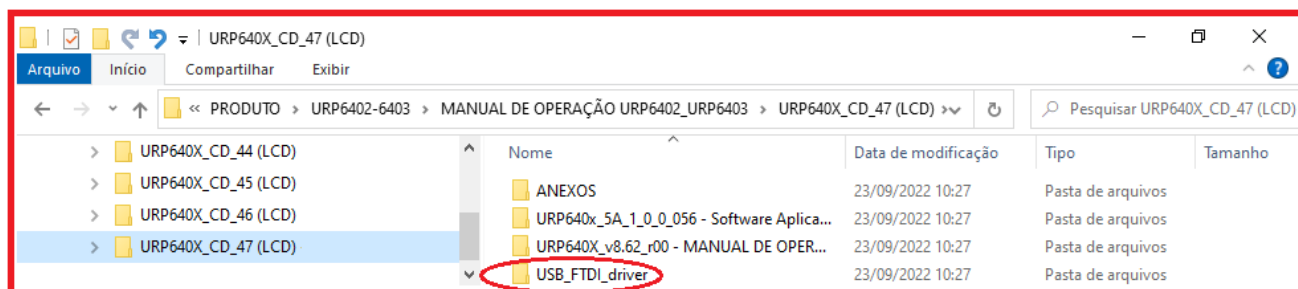 URP640X_CD_47 (LCD)
Arquivo Início Compartilhar Exibir
« PRODUTO > URP6402-6403 > MANUAL DE OPERAÇÃO URP6402_URP6403 > URP640X_CD_47 (LCD) >
Pesquisar URP640X_CD_47 (LCD)
URP640X_CD_44 (LCD)
URP640X_CD_45 (LCD)
URP640X_CD_46 (LCD)
URP640X_CD_47 (LCD)
Nome Data de modificação Tipo Tamanho
ANEXOS 23/09/2022 10:27 Pasta de arquivos
URP640x_5A_1_0_0_056 - Software Aplica... 23/09/2022 10:27 Pasta de arquivos
URP640X_v8.62_r00 - MANUAL DE OPER... 23/09/2022 10:27 Pasta de arquivos
USB_FTDI_driver 23/09/2022 10:27 Pasta de arquivos